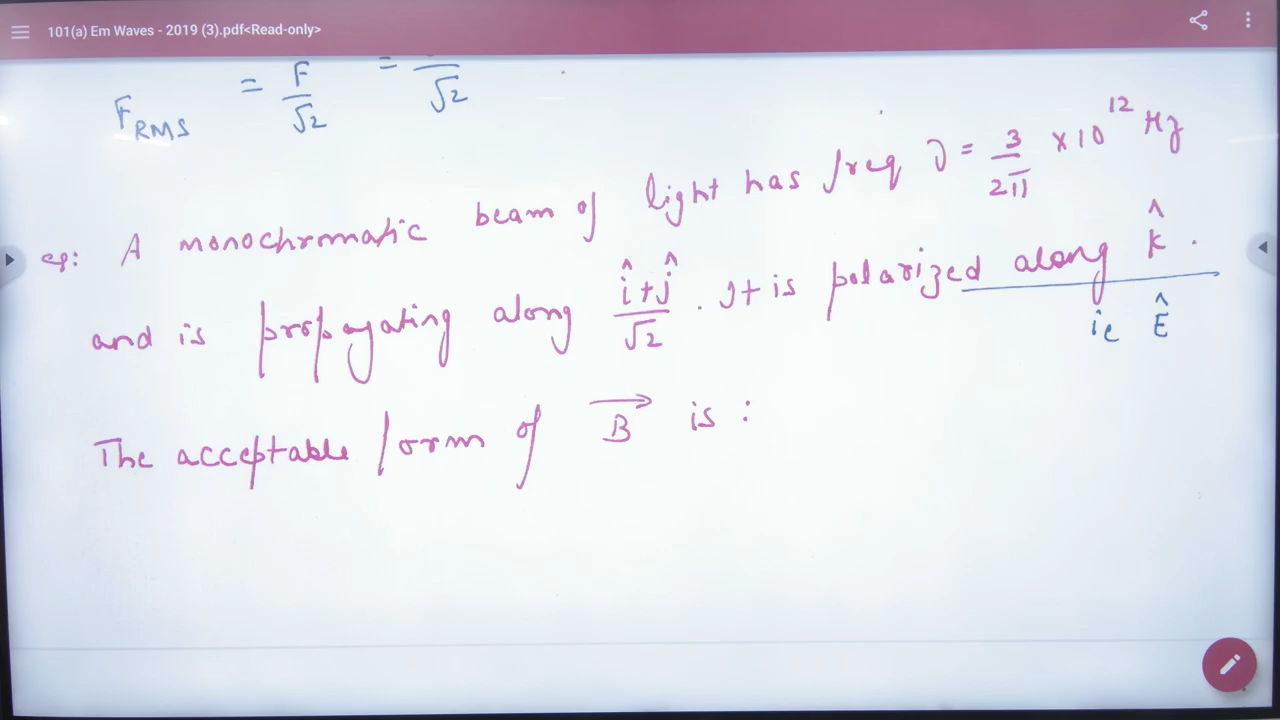 101(a) Em Waves - 2019 (3).pdf<Read-only>
F_RMS = F/√2 = /√2
eg: A monochromatic beam of light has freq ν = 3/2π × 10^12 Hz
and is propagating along (î+ĵ)/√2 . It is polarized along k̂ .
ie Ê
The acceptable form of B⃗ is :